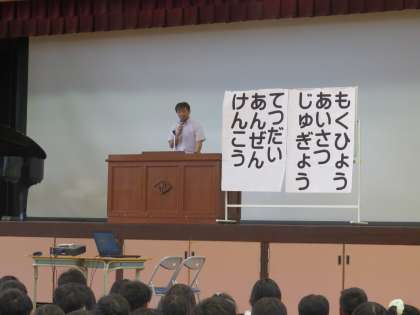 もくひょう
あいさつ
じゅぎょう
てつだい
あんぜん
けんこう